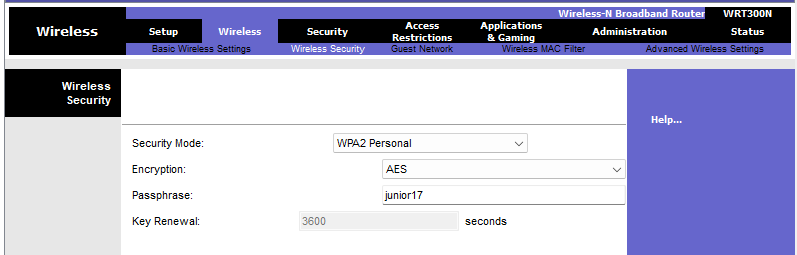 Wireless-N Broadband Router WRT300N
Wireless
Setup Wireless Security Access Restrictions Applications & Gaming Administration Status
Basic Wireless Settings Wireless Security Guest Network Wireless MAC Filter Advanced Wireless Settings
Wireless
Security
Help...
Security Mode: WPA2 Personal
Encryption: AES
Passphrase: junior17
Key Renewal: 3600 seconds